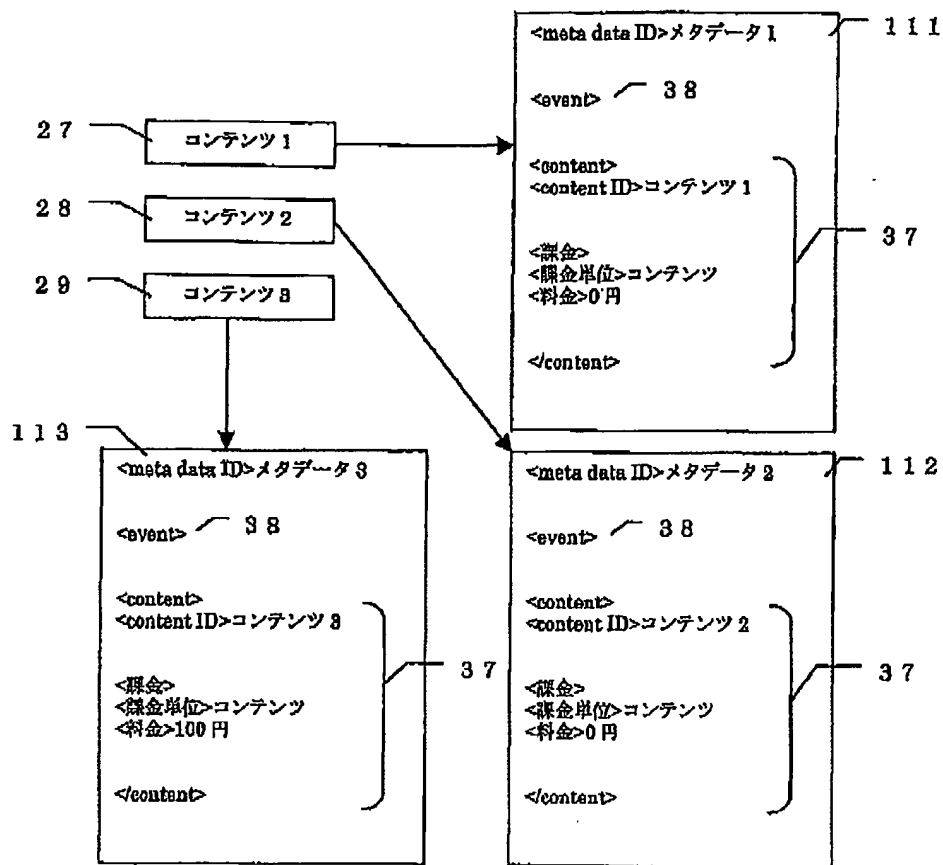 <meta data ID>メタデータ1
111
<event>
38
<content>
<content ID>コンテンツ1
<課金>
<課金単位>コンテンツ
<料金>0円
</content>
37
27
コンテンツ1
28
コンテンツ2
29
コンテンツ3
113
<meta data ID>メタデータ3
<event>
38
<content>
<content ID>コンテンツ3
<課金>
<課金単位>コンテンツ
<料金>100円
</content>
37
<meta data ID>メタデータ2
112
<event>
38
<content>
<content ID>コンテンツ2
<課金>
<課金単位>コンテンツ
<料金>0円
</content>
37